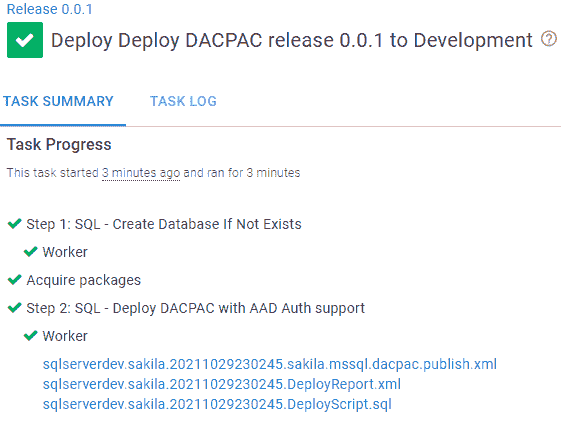 Release 0.0.1
Deploy Deploy DACPAC release 0.0.1 to Development
TASK SUMMARY TASK LOG
Task Progress
This task started 3 minutes ago and ran for 3 minutes
Step 1: SQL - Create Database If Not Exists
Worker
Acquire packages
Step 2: SQL - Deploy DACPAC with AAD Auth support
Worker
sqlserverdev.sakila.20211029230245.sakila.mssql.dacpac.publish.xml
sqlserverdev.sakila.20211029230245.DeployReport.xml
sqlserverdev.sakila.20211029230245.DeployScript.sql